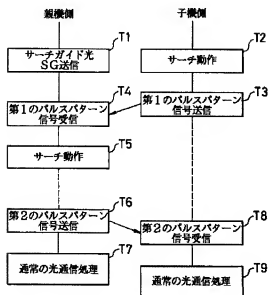 親機側
子機側
T1
サーチガイド光
SG送信
T2
サーチ動作
T4
第1のパルスパターン
信号受信
T3
第1のパルスパターン
信号送信
T5
サーチ動作
T6
第2のパルスパターン
信号送信
T8
第2のパルスパターン
信号受信
T7
通常の光通信処理
T9
通常の光通信処理